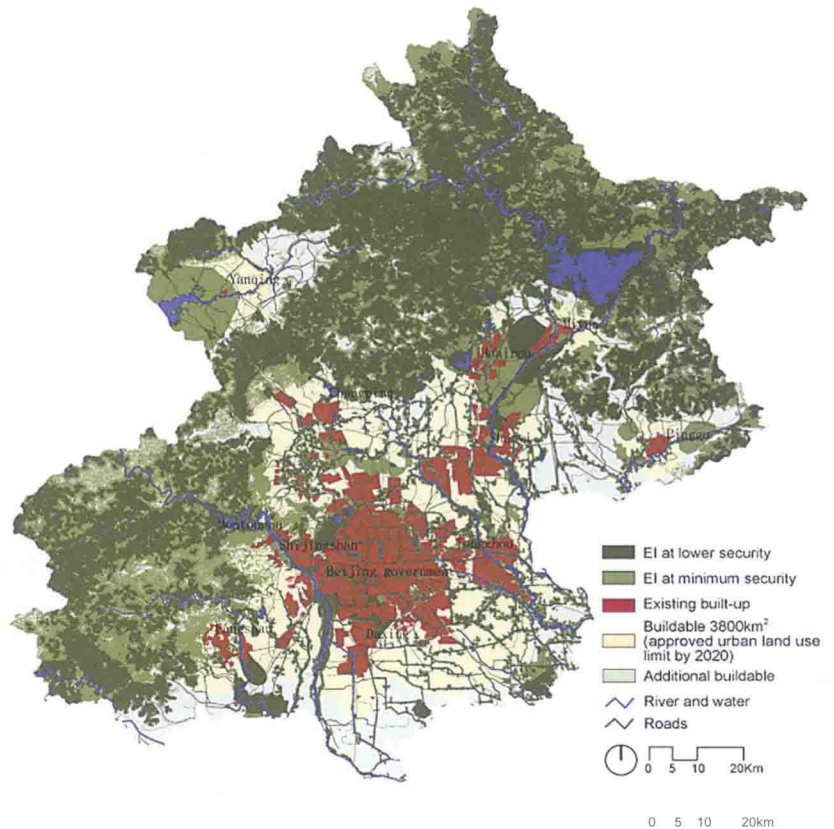 Yanqing
Miyun
Huairou
Changping
Pinggu
Shijingshan
Tongzhou
Beijing government
Daxing
EI at lower security
EI at minimum security
Existing built-up
Buildable 3800km²
(approved urban land use
limit by 2020)
Additional buildable
River and water
Roads
0 5 10 20Km
0 5 10 20km